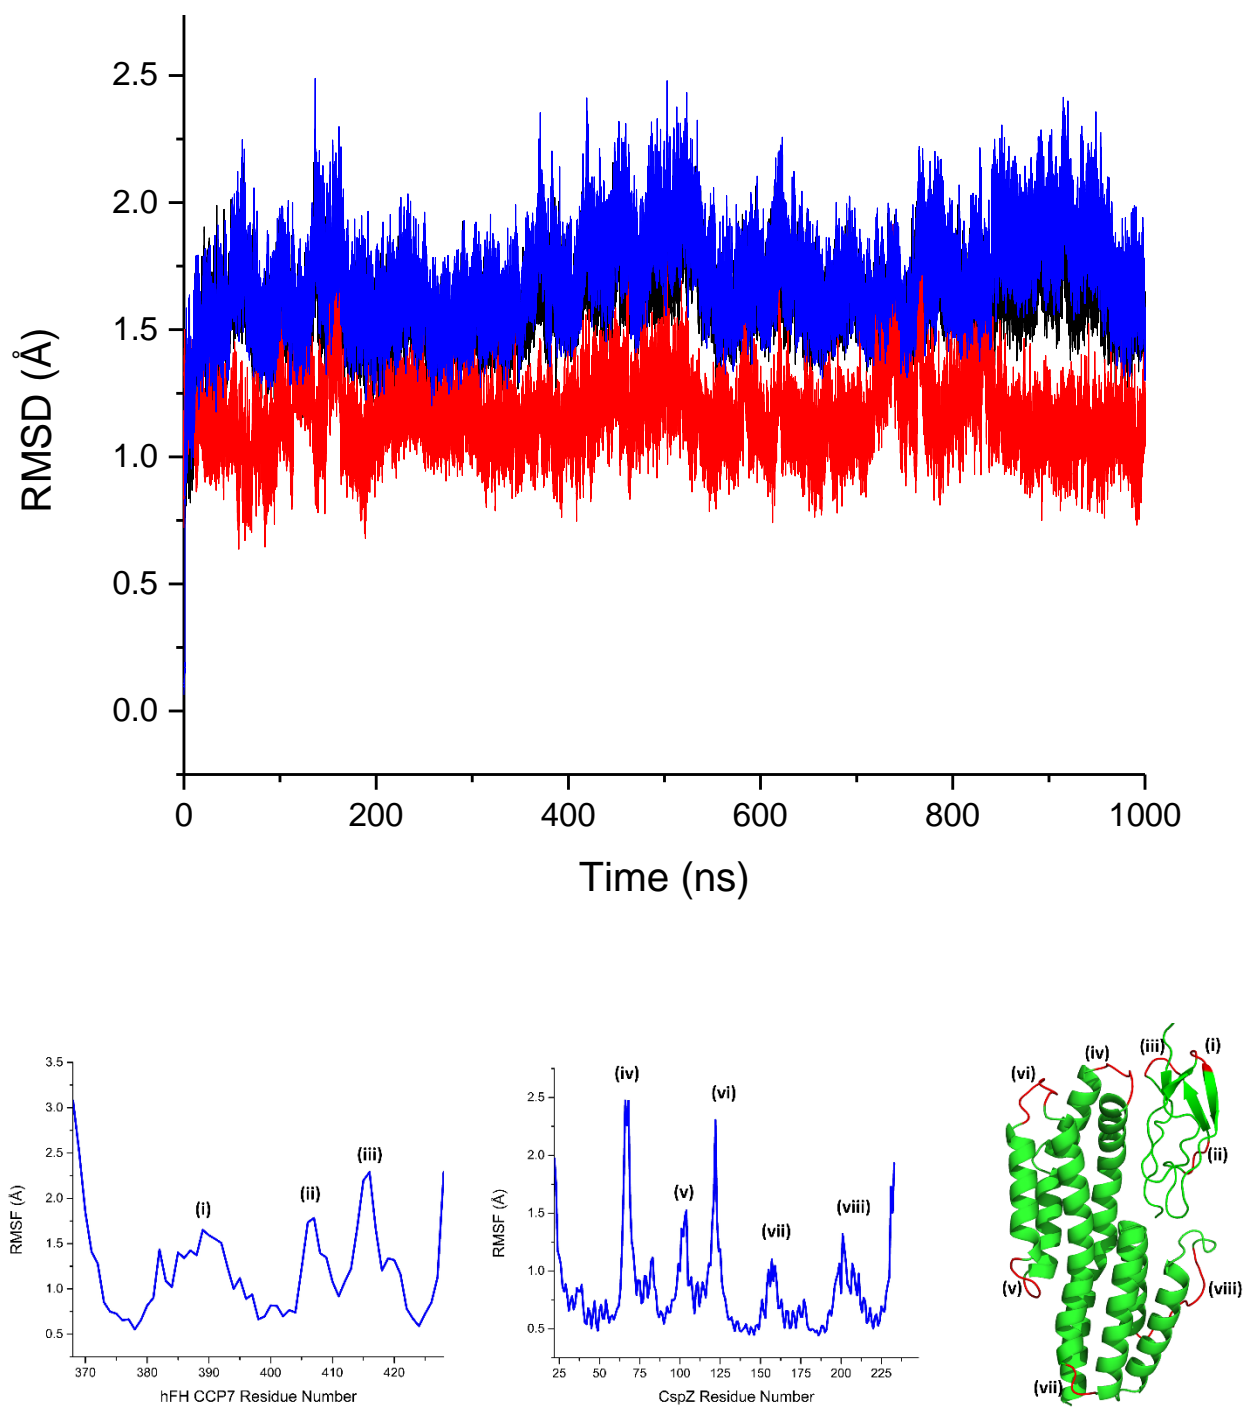 2.5
2.0
1.5
1.0
0.5
0.0
RMSD (Å)
0 200 400 600 800 1000
Time (ns)
3.5
3.0
2.5
2.0
1.5
1.0
0.5
RMSF (Å)
(i)
(ii)
(iii)
370 380 390 400 410 420
hFH CCP7 Residue Number
2.5
2.0
1.5
1.0
0.5
RMSF (Å)
(iv)
(v)
(vi)
(vii)
(viii)
25 50 75 100 125 150 175 200 225
CspZ Residue Number
(vi) (iv) (iii) (i)
(ii)
(v)
(viii)
(vii)